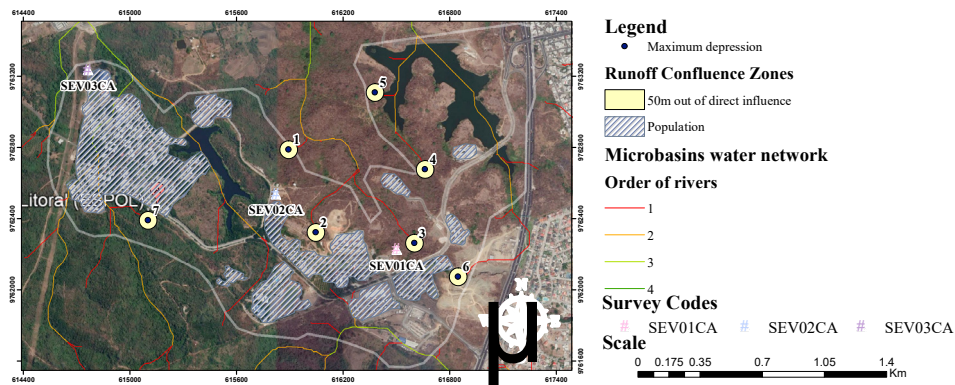 614400 615000 615600 616200 616800 617400
9763200
9762800
9762400
9762000
9761600
SEV03CA
5
1
4
.itoral (ESPOL)
7
SEV02CA
2
3
SEV01CA
6
µ
Legend
Maximum depression
Runoff Confluence Zones
50m out of direct influence
Population
Microbasins water network
Order of rivers
1
2
3
4
Survey Codes
# SEV01CA # SEV02CA # SEV03CA
Scale
0 0.175 0.35 0.7 1.05 1.4
Km